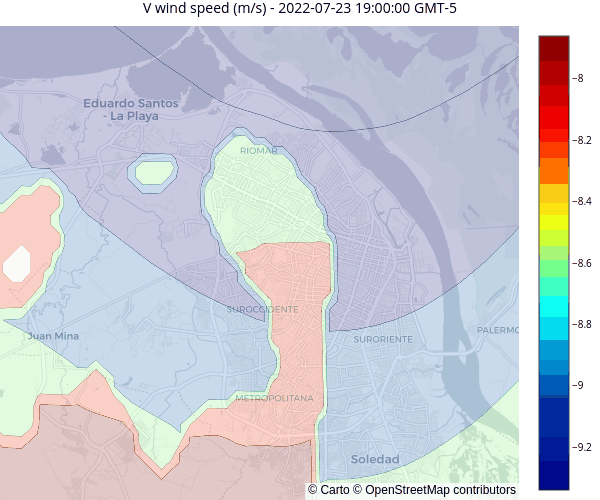 V wind speed (m/s) - 2022-07-23 19:00:00 GMT-5
Eduardo Santos
- La Playa
RIOMAR
SUROCCIDENTE
Juan Mina
SURORIENTE
PALERMO
METROPOLITANA
Soledad
© Carto © OpenStreetMap contributors
−8
−8.2
−8.4
−8.6
−8.8
−9
−9.2